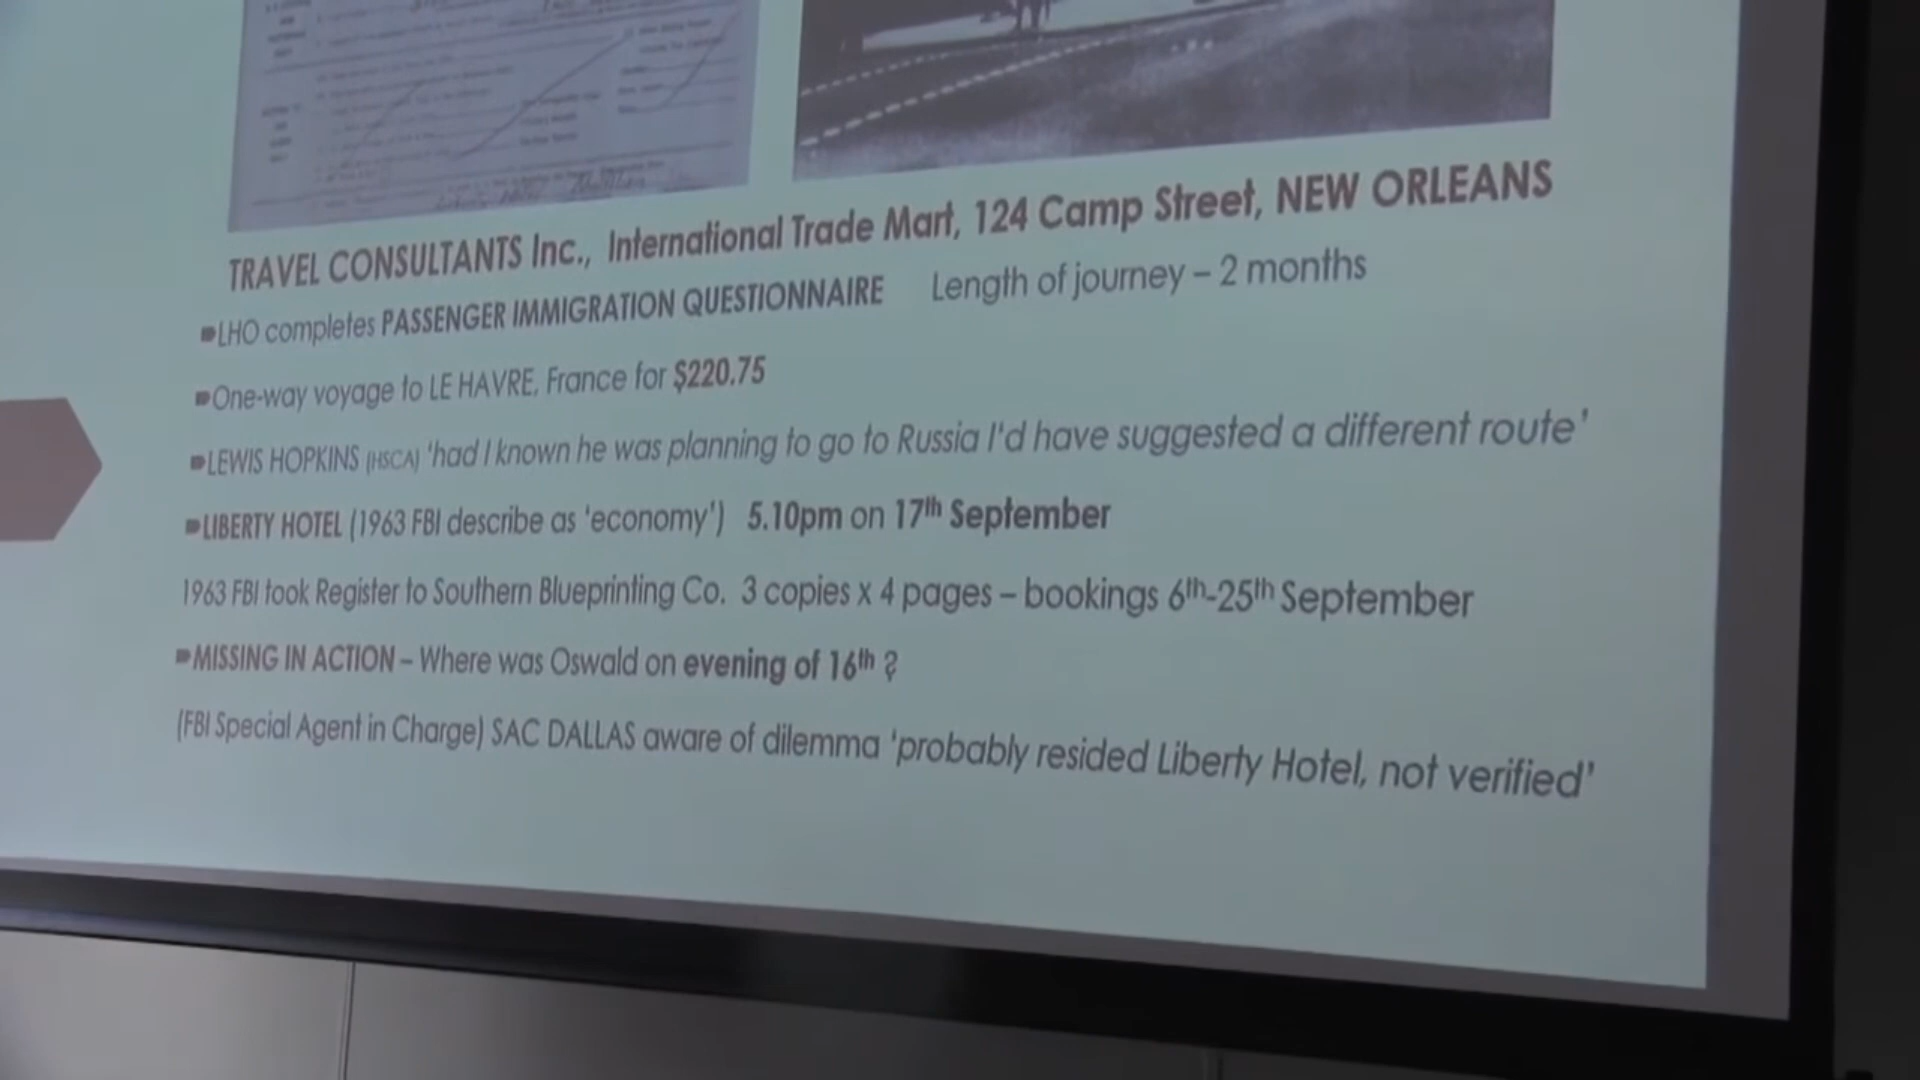 TRAVEL CONSULTANTS Inc., International Trade Mart, 124 Camp Street, NEW ORLEANS
LHO completes PASSENGER IMMIGRATION QUESTIONNAIRE Length of journey – 2 months
One-way voyage to LE HAVRE, France for $220.75
LEWIS HOPKINS (HSCA) 'had I known he was planning to go to Russia I'd have suggested a different route'
LIBERTY HOTEL (1963 FBI describe as 'economy') 5.10pm on 17th September
1963 FBI took Register to Southern Blueprinting Co. 3 copies x 4 pages – bookings 6th-25th September
MISSING IN ACTION – Where was Oswald on evening of 16th ?
(FBI Special Agent in Charge) SAC DALLAS aware of dilemma 'probably resided Liberty Hotel, not verified'